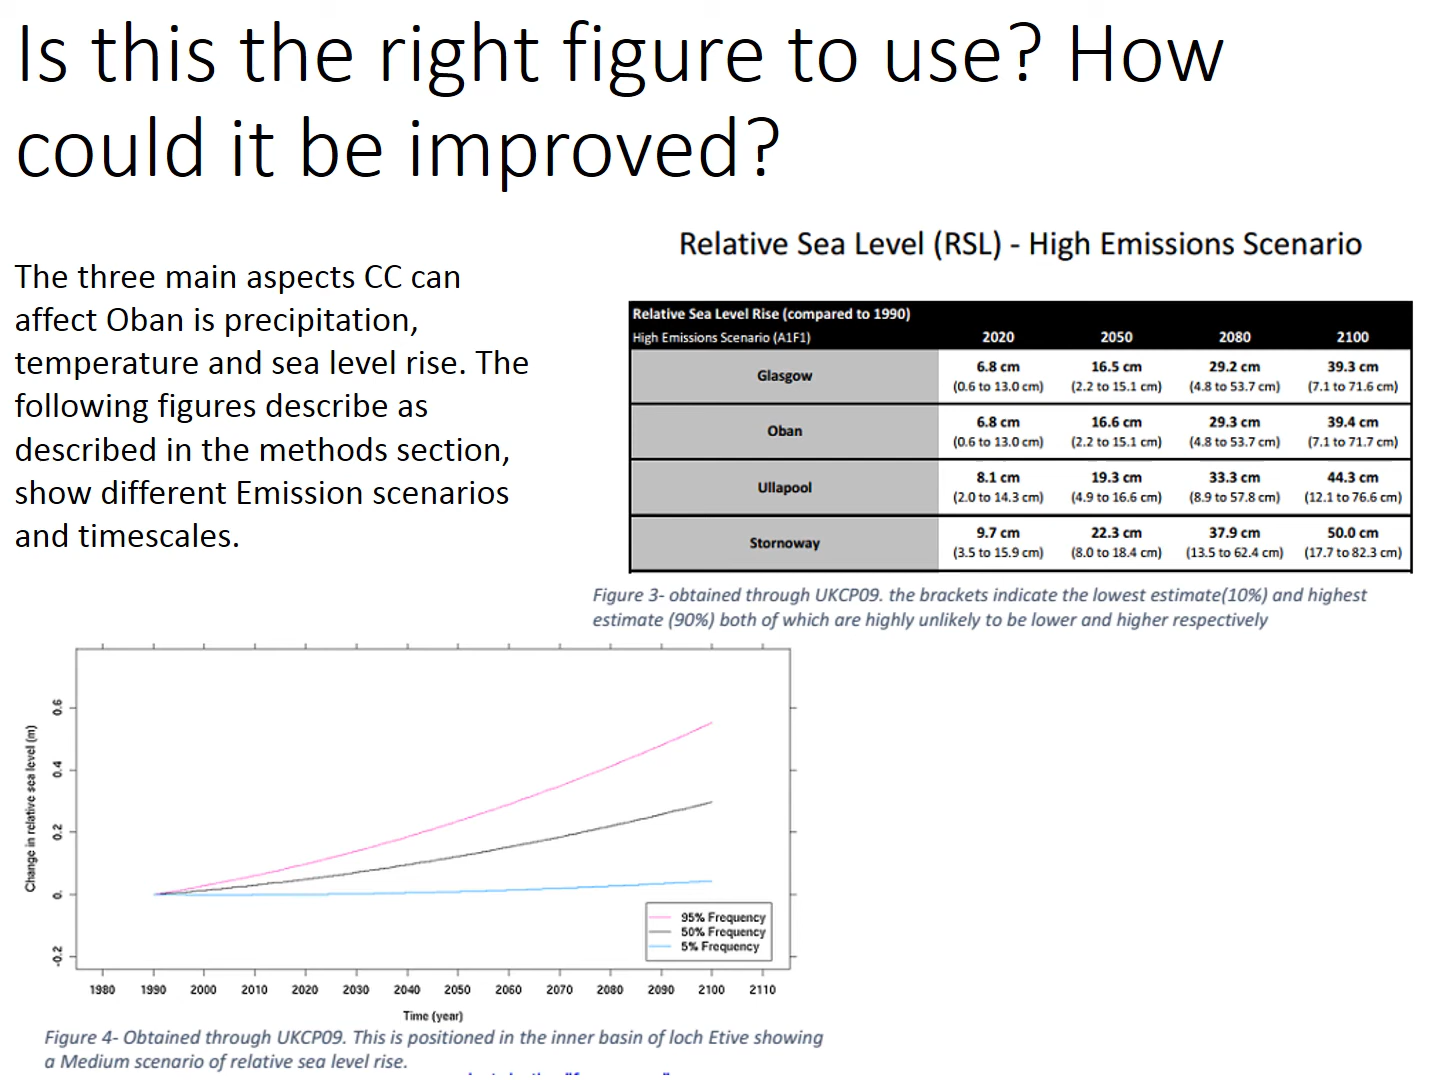 Is this the right figure to use? How
could it be improved?
The three main aspects CC can
affect Oban is precipitation,
temperature and sea level rise. The
following figures describe as
described in the methods section,
show different Emission scenarios
and timescales.
Relative Sea Level (RSL) - High Emissions Scenario
Relative Sea Level Rise (compared to 1990)
High Emissions Scenario (A1F1) 2020 2050 2080 2100
Glasgow 6.8 cm 16.5 cm 29.2 cm 39.3 cm
(0.6 to 13.0 cm) (2.2 to 15.1 cm) (4.8 to 53.7 cm) (7.1 to 71.6 cm)
Oban 6.8 cm 16.6 cm 29.3 cm 39.4 cm
(0.6 to 13.0 cm) (2.2 to 15.1 cm) (4.8 to 53.7 cm) (7.1 to 71.7 cm)
Ullapool 8.1 cm 19.3 cm 33.3 cm 44.3 cm
(2.0 to 14.3 cm) (4.9 to 16.6 cm) (8.9 to 57.8 cm) (12.1 to 76.6 cm)
Stornoway 9.7 cm 22.3 cm 37.9 cm 50.0 cm
(3.5 to 15.9 cm) (8.0 to 18.4 cm) (13.5 to 62.4 cm) (17.7 to 82.3 cm)
Figure 3- obtained through UKCP09. the brackets indicate the lowest estimate(10%) and highest
estimate (90%) both of which are highly unlikely to be lower and higher respectively
Change in relative sea level (m)
0.6
0.4
0.2
0.
-0.2
95% Frequency
50% Frequency
5% Frequency
1980 1990 2000 2010 2020 2030 2040 2050 2060 2070 2080 2090 2100 2110
Time (year)
Figure 4- Obtained through UKCP09. This is positioned in the inner basin of loch Etive showing
a Medium scenario of relative sea level rise.